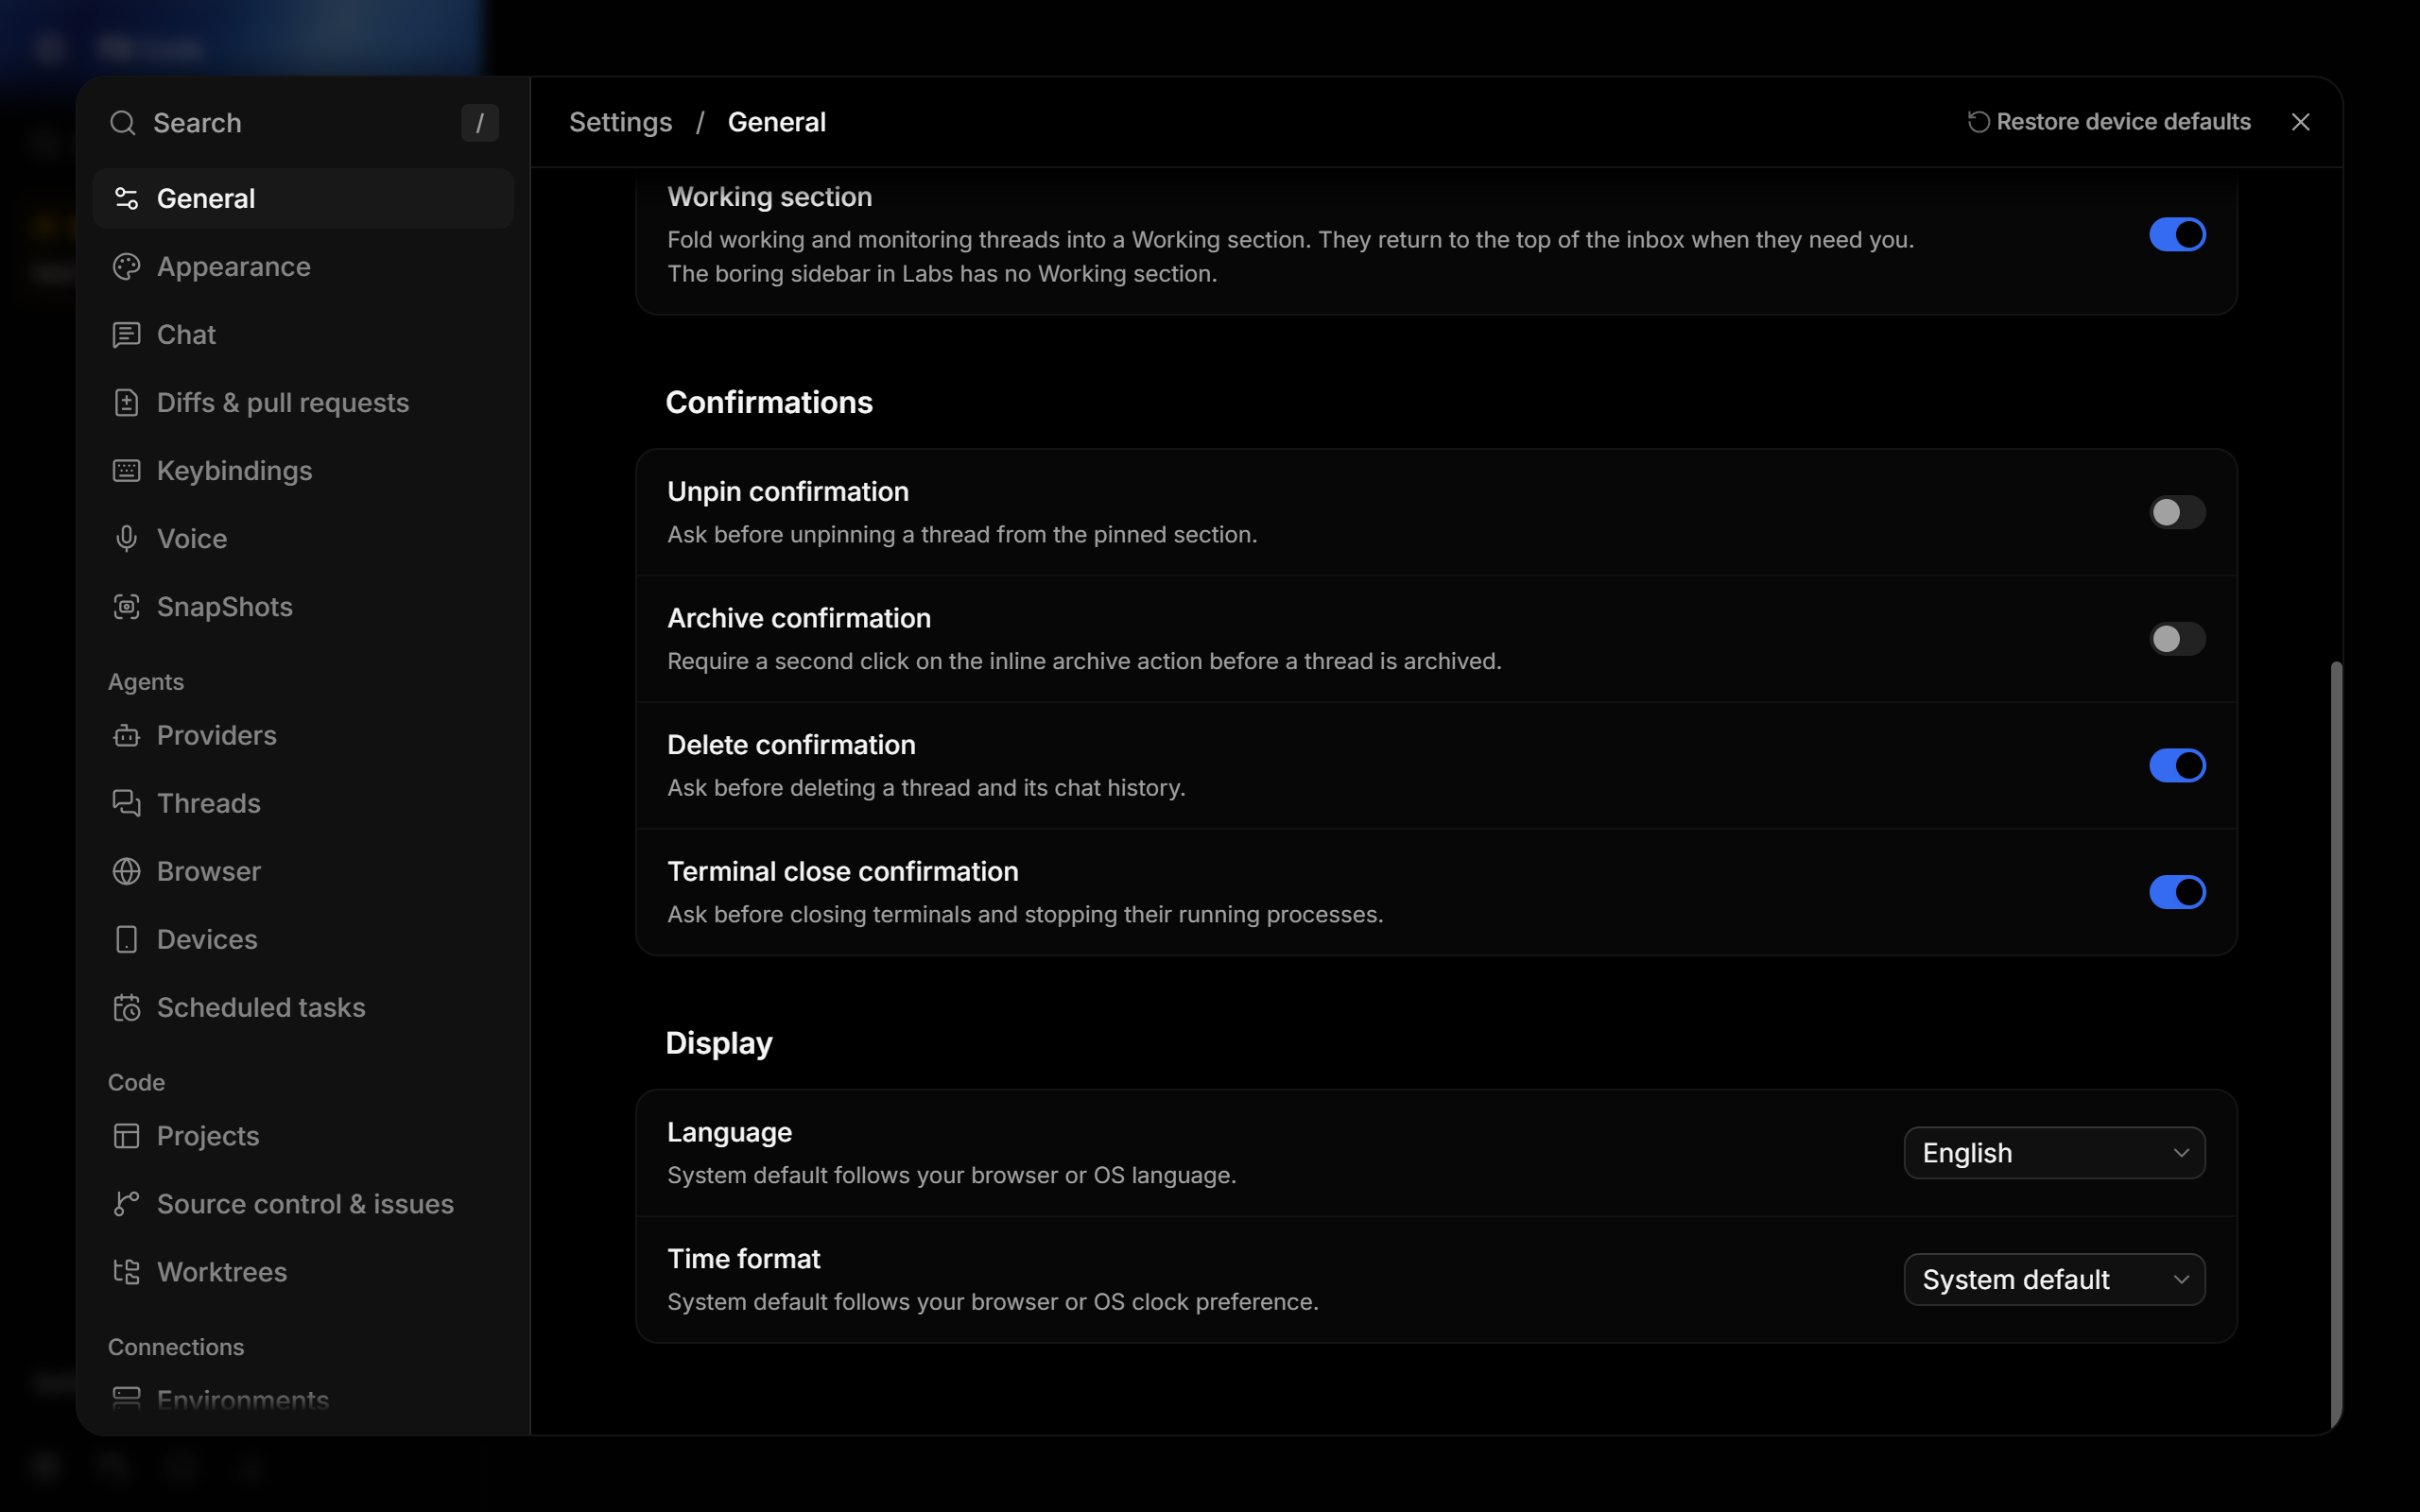 Search
/
General
Appearance
Chat
Diffs & pull requests
Keybindings
Voice
SnapShots
Agents
Providers
Threads
Browser
Devices
Scheduled tasks
Code
Projects
Source control & issues
Worktrees
Connections
Environments
Settings / General
Restore device defaults
Working section
Fold working and monitoring threads into a Working section. They return to the top of the inbox when they need you.
The boring sidebar in Labs has no Working section.
Confirmations
Unpin confirmation
Ask before unpinning a thread from the pinned section.
Archive confirmation
Require a second click on the inline archive action before a thread is archived.
Delete confirmation
Ask before deleting a thread and its chat history.
Terminal close confirmation
Ask before closing terminals and stopping their running processes.
Display
Language
System default follows your browser or OS language.
English
Time format
System default follows your browser or OS clock preference.
System default